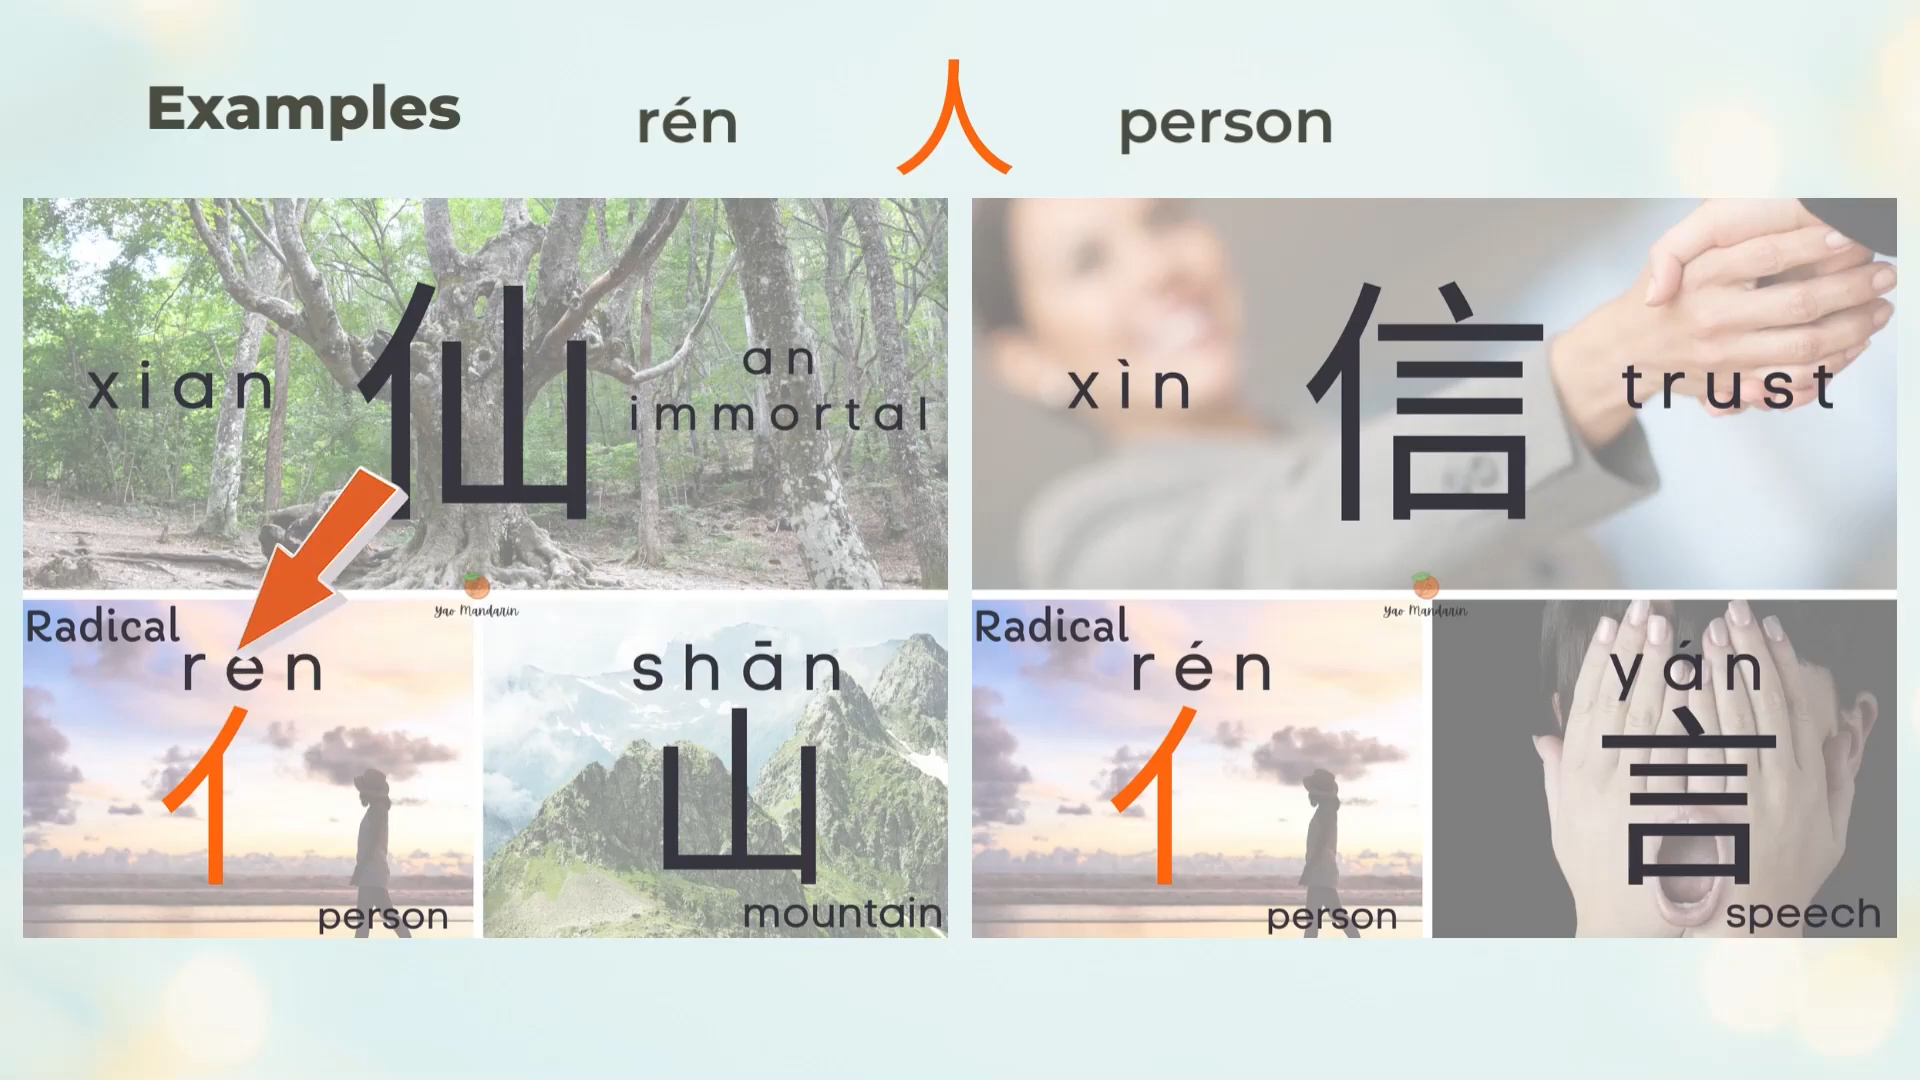 Examples
rén 人 person
xian 仙 an
immortal
Yao Mandarin
Radical
ren
亻
person
shān
山
mountain
xìn 信 trust
Yao Mandarin
Radical
rén
亻
person
yán
言
speech